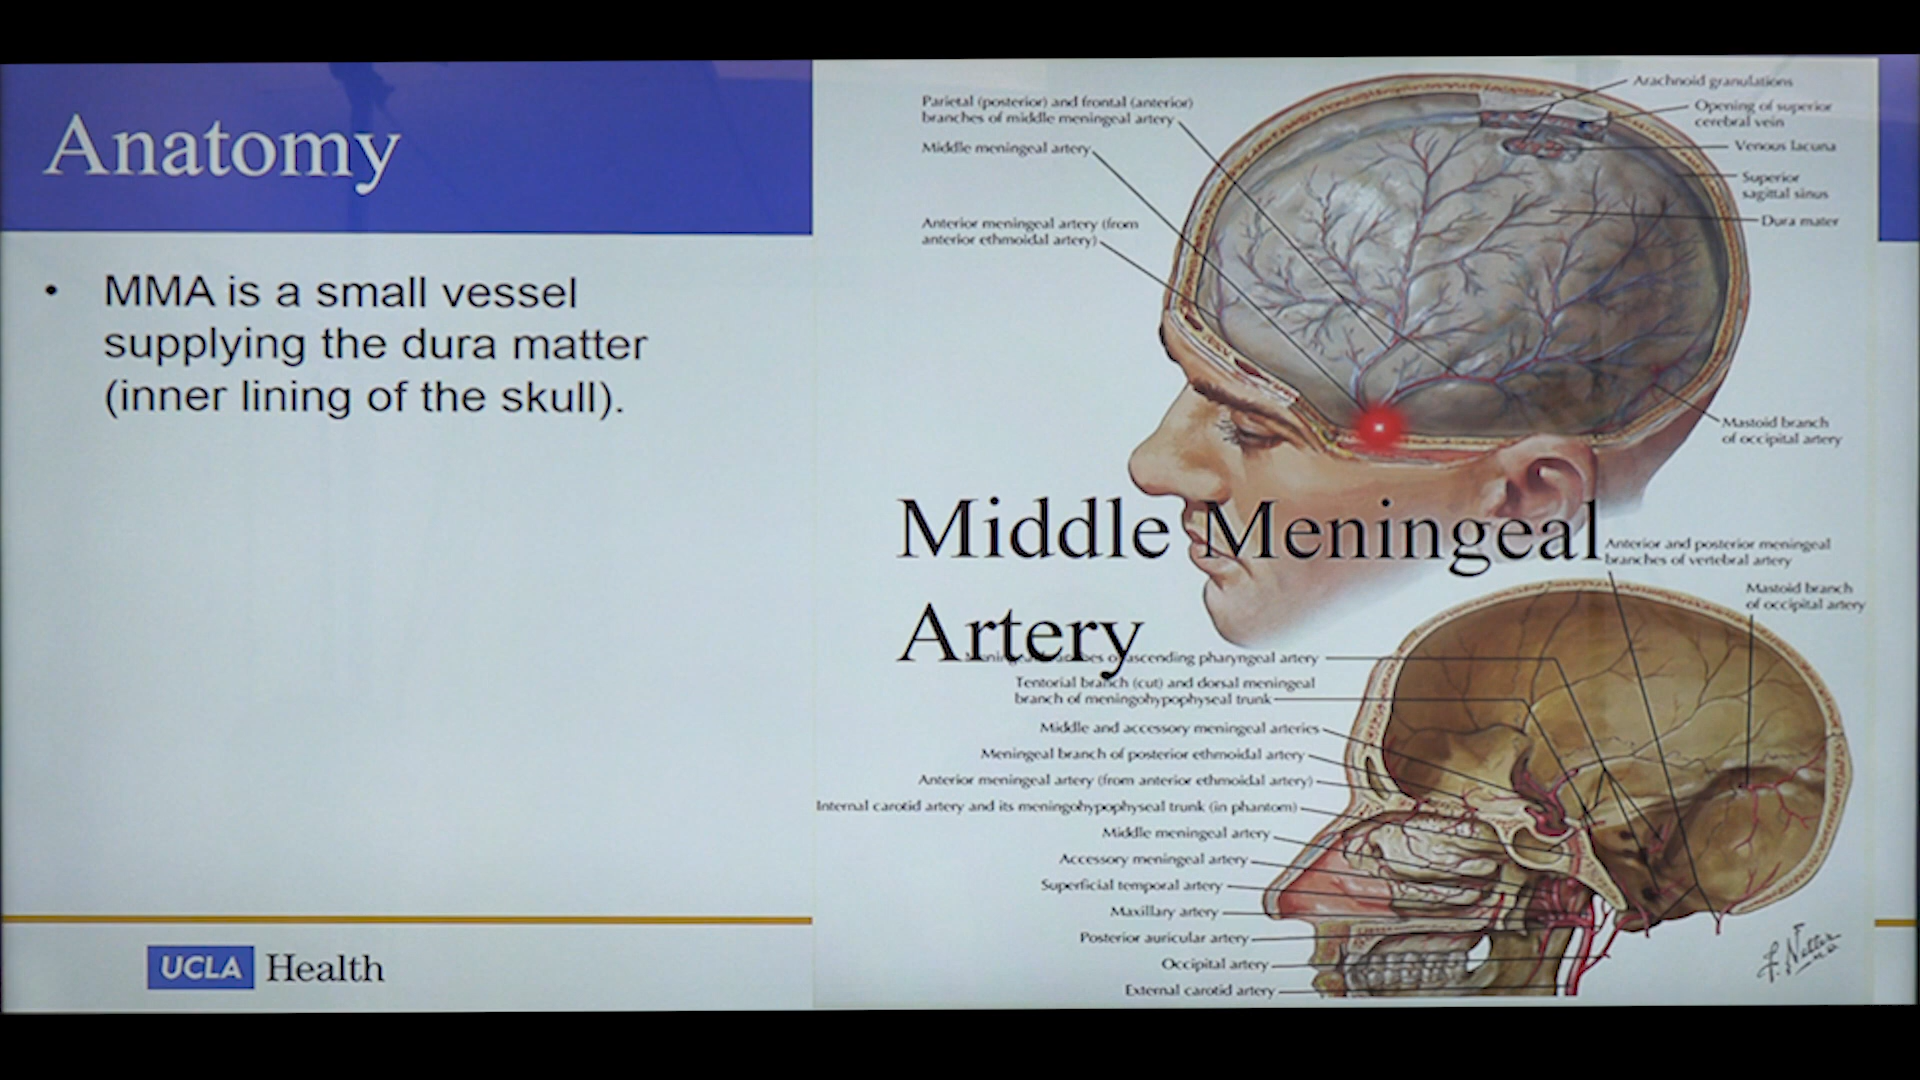 Anatomy
• MMA is a small vessel
supplying the dura matter
(inner lining of the skull).
UCLA Health
Parietal (posterior) and frontal (anterior)
branches of middle meningeal artery
Middle meningeal artery
Anterior meningeal artery (from
anterior ethmoidal artery)
Arachnoid granulations
Opening of superior
cerebral vein
Venous lacuna
Superior
sagittal sinus
Dura mater
Mastoid branch
of occipital artery
Middle Meningeal
Artery
Anterior and posterior meningeal
branches of vertebral artery
Mastoid branch
of occipital artery
ascending pharyngeal artery
Tentorial branch (cut) and dorsal meningeal
branch of meningohypophyseal trunk
Middle and accessory meningeal arteries
Meningeal branch of posterior ethmoidal artery
Anterior meningeal artery (from anterior ethmoidal artery)
Internal carotid artery and its meningohypophyseal trunk (in phantom)
Middle meningeal artery
Accessory meningeal artery
Superficial temporal artery
Maxillary artery
Posterior auricular artery
Occipital artery
External carotid artery
F. Netter